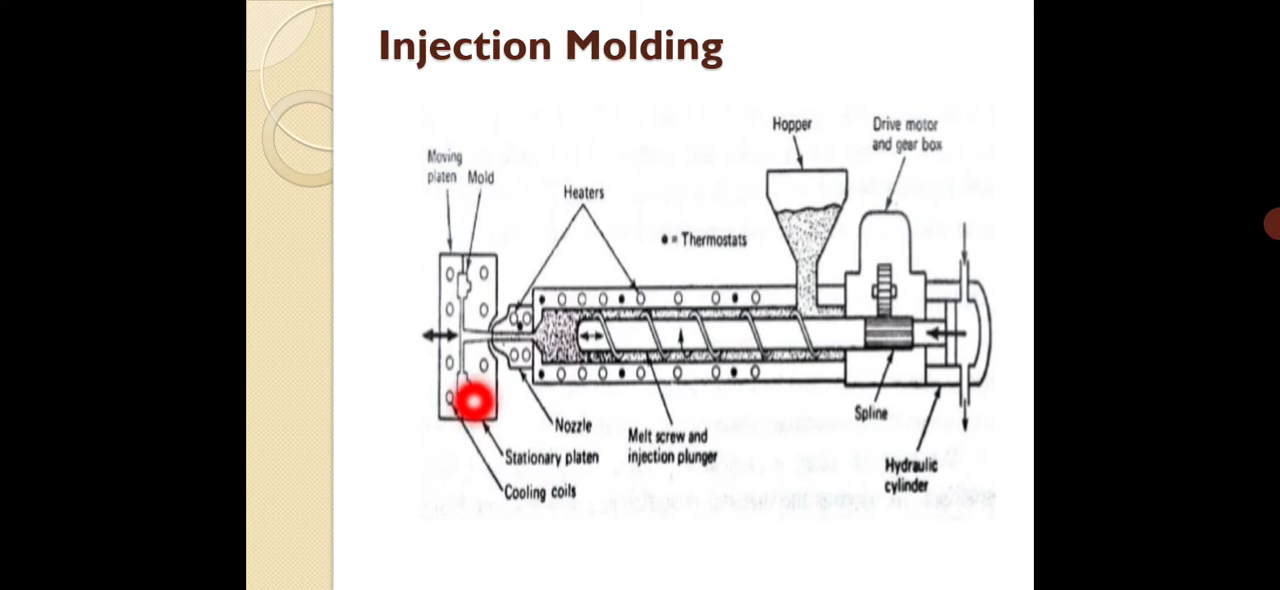 Injection Molding
Hopper
Drive motor
and gear box
Moving
platen
Mold
Heaters
● = Thermostats
Nozzle
Stationary platen
Cooling coils
Melt screw and
injection plunger
Spline
Hydraulic
cylinder